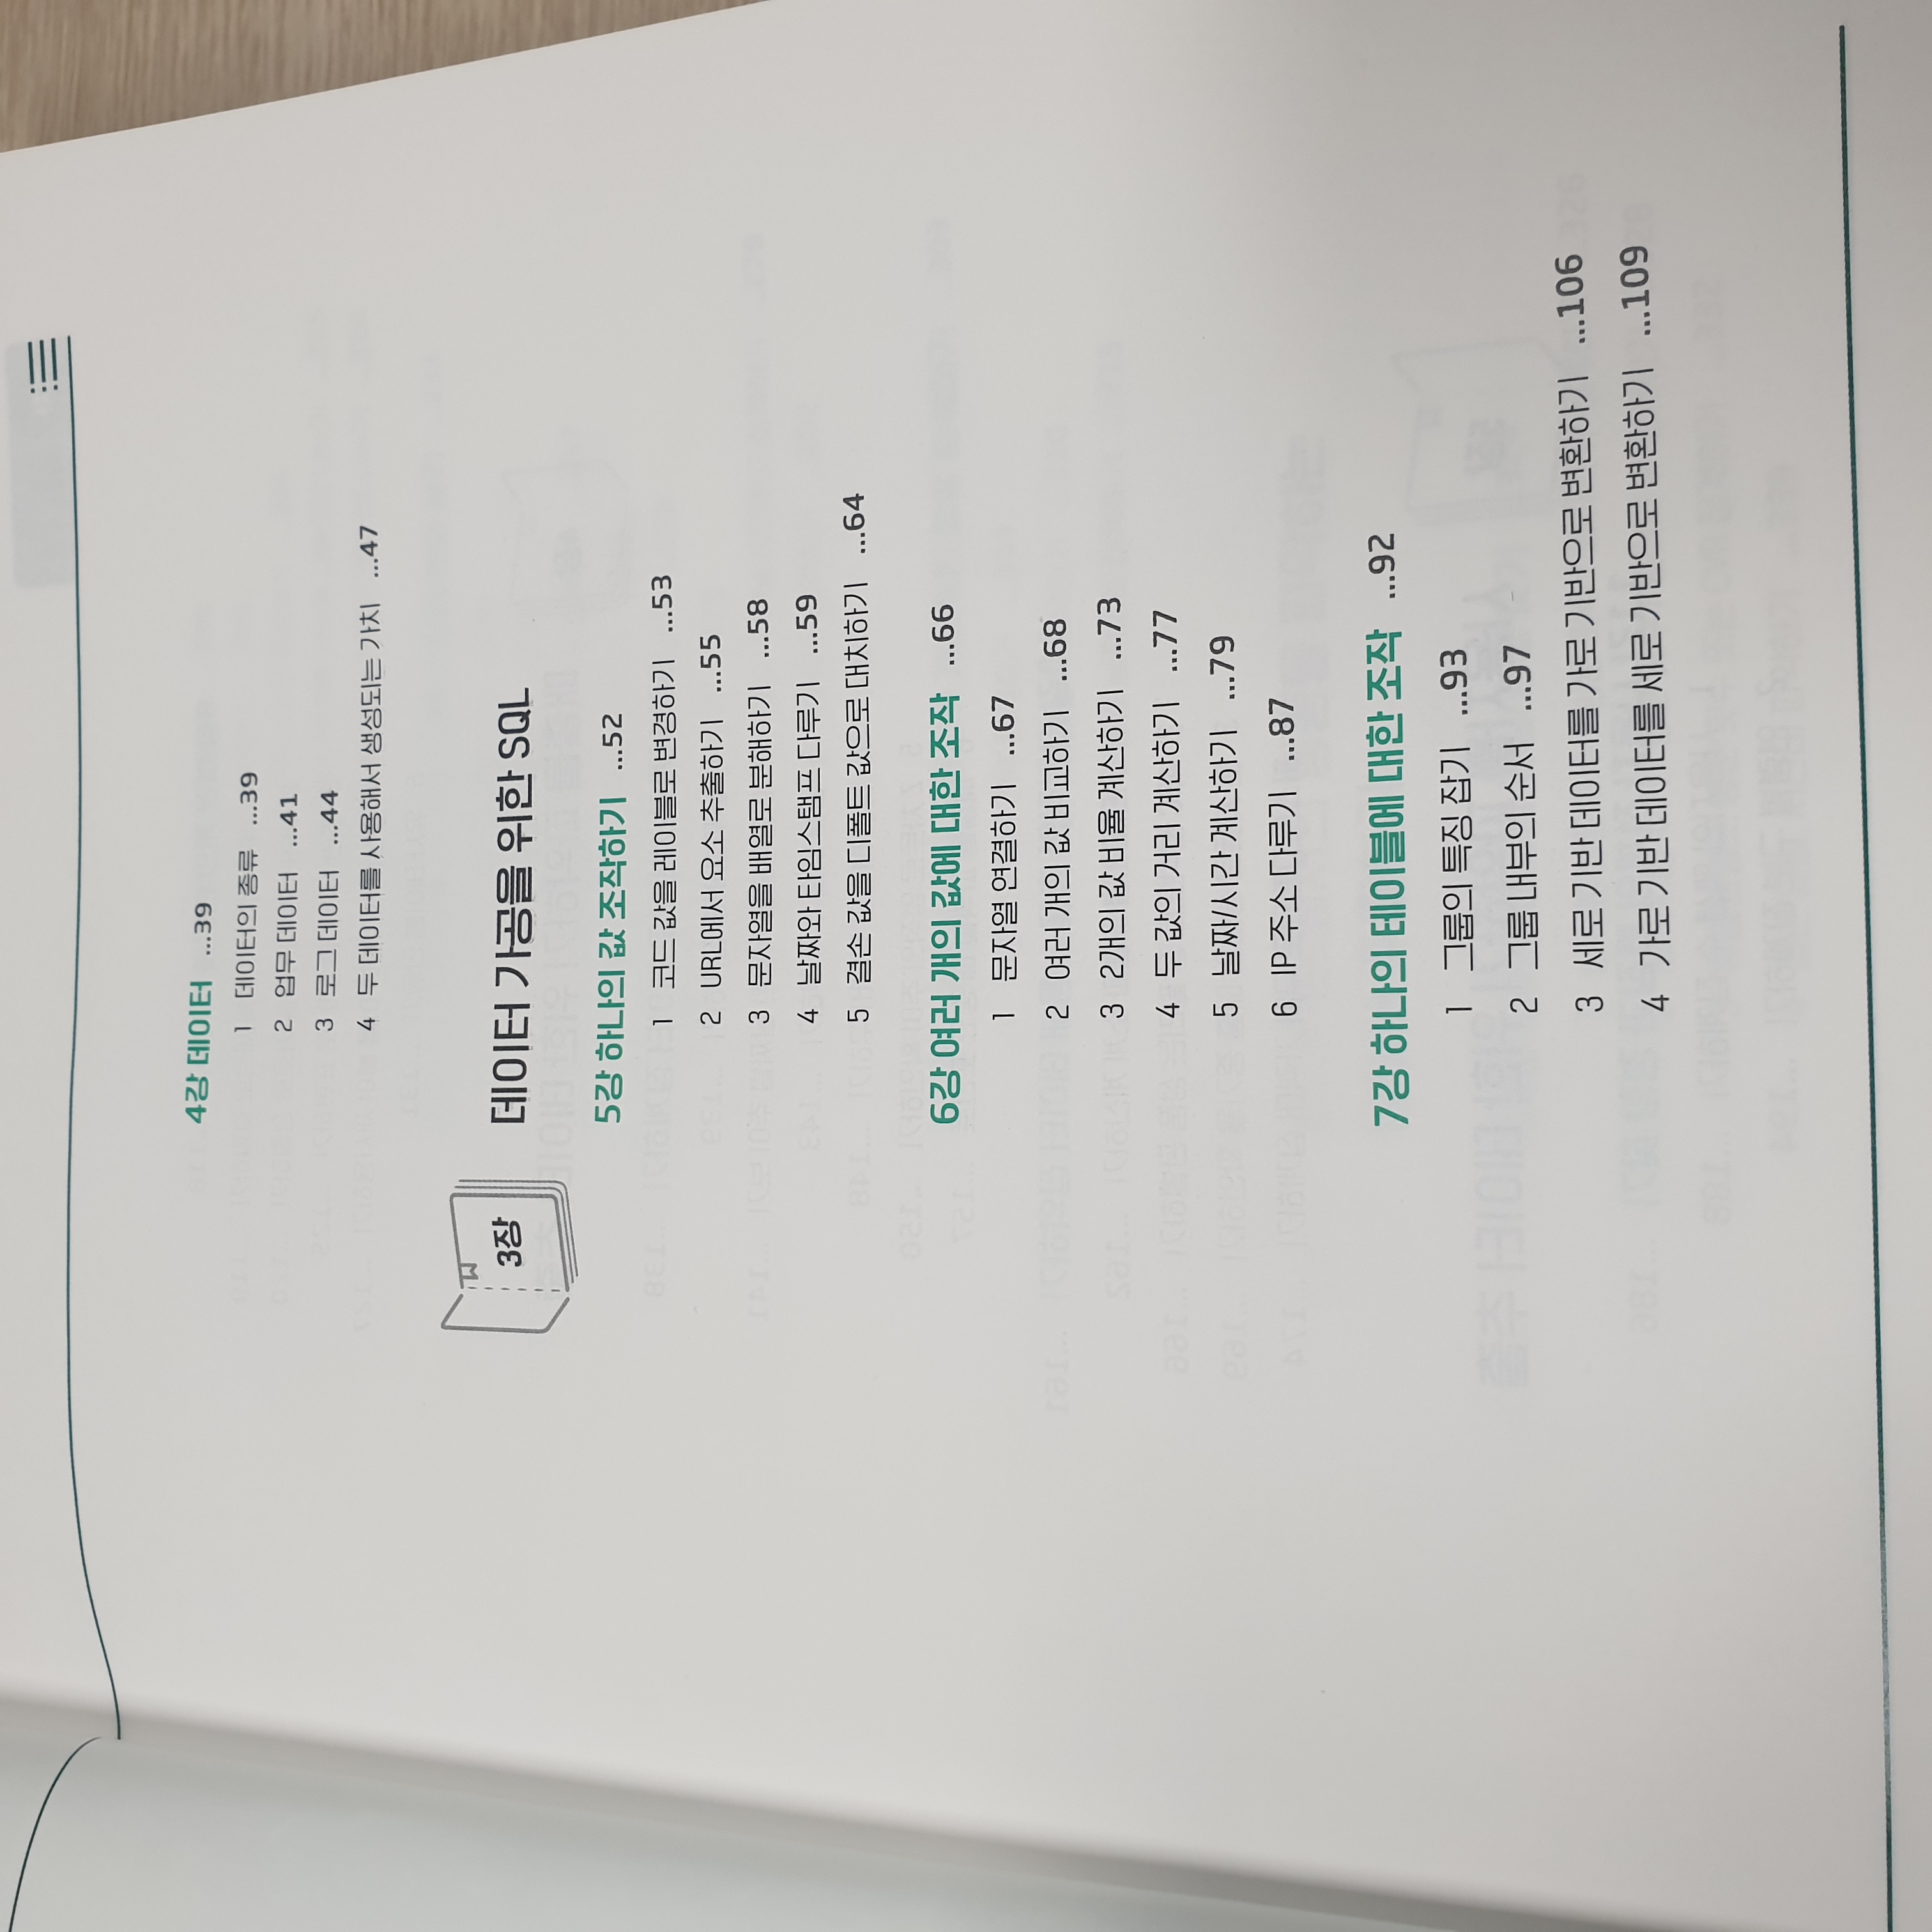 4강 데이터 ...39
1 데이터의 종류 ...39
2 업무 데이터 ...41
3 로그 데이터 ...44
4 두 데이터를 사용해서 생성되는 가치 ...47
3장
데이터 가공을 위한 SQL
5강 하나의 값 조작하기 ...52
1 코드 값을 레이블로 변경하기 ...53
2 URL에서 요소 추출하기 ...55
3 문자열을 배열로 분해하기 ...58
4 날짜와 타임스탬프 다루기 ...59
5 결손 값을 디폴트 값으로 대치하기 ...64
6강 여러 개의 값에 대한 조작 ...66
1 문자열 연결하기 ...67
2 여러 개의 값 비교하기 ...68
3 2개의 값 비율 계산하기 ...73
4 두 값의 거리 계산하기 ...77
5 날짜/시간 계산하기 ...79
6 IP 주소 다루기 ...87
7강 하나의 테이블에 대한 조작 ...92
1 그룹의 특징 잡기 ...93
2 그룹 내부의 순서 ...97
3 세로 기반 데이터를 가로 기반으로 변환하기 ...106
4 가로 기반 데이터를 세로 기반으로 변환하기 ...109